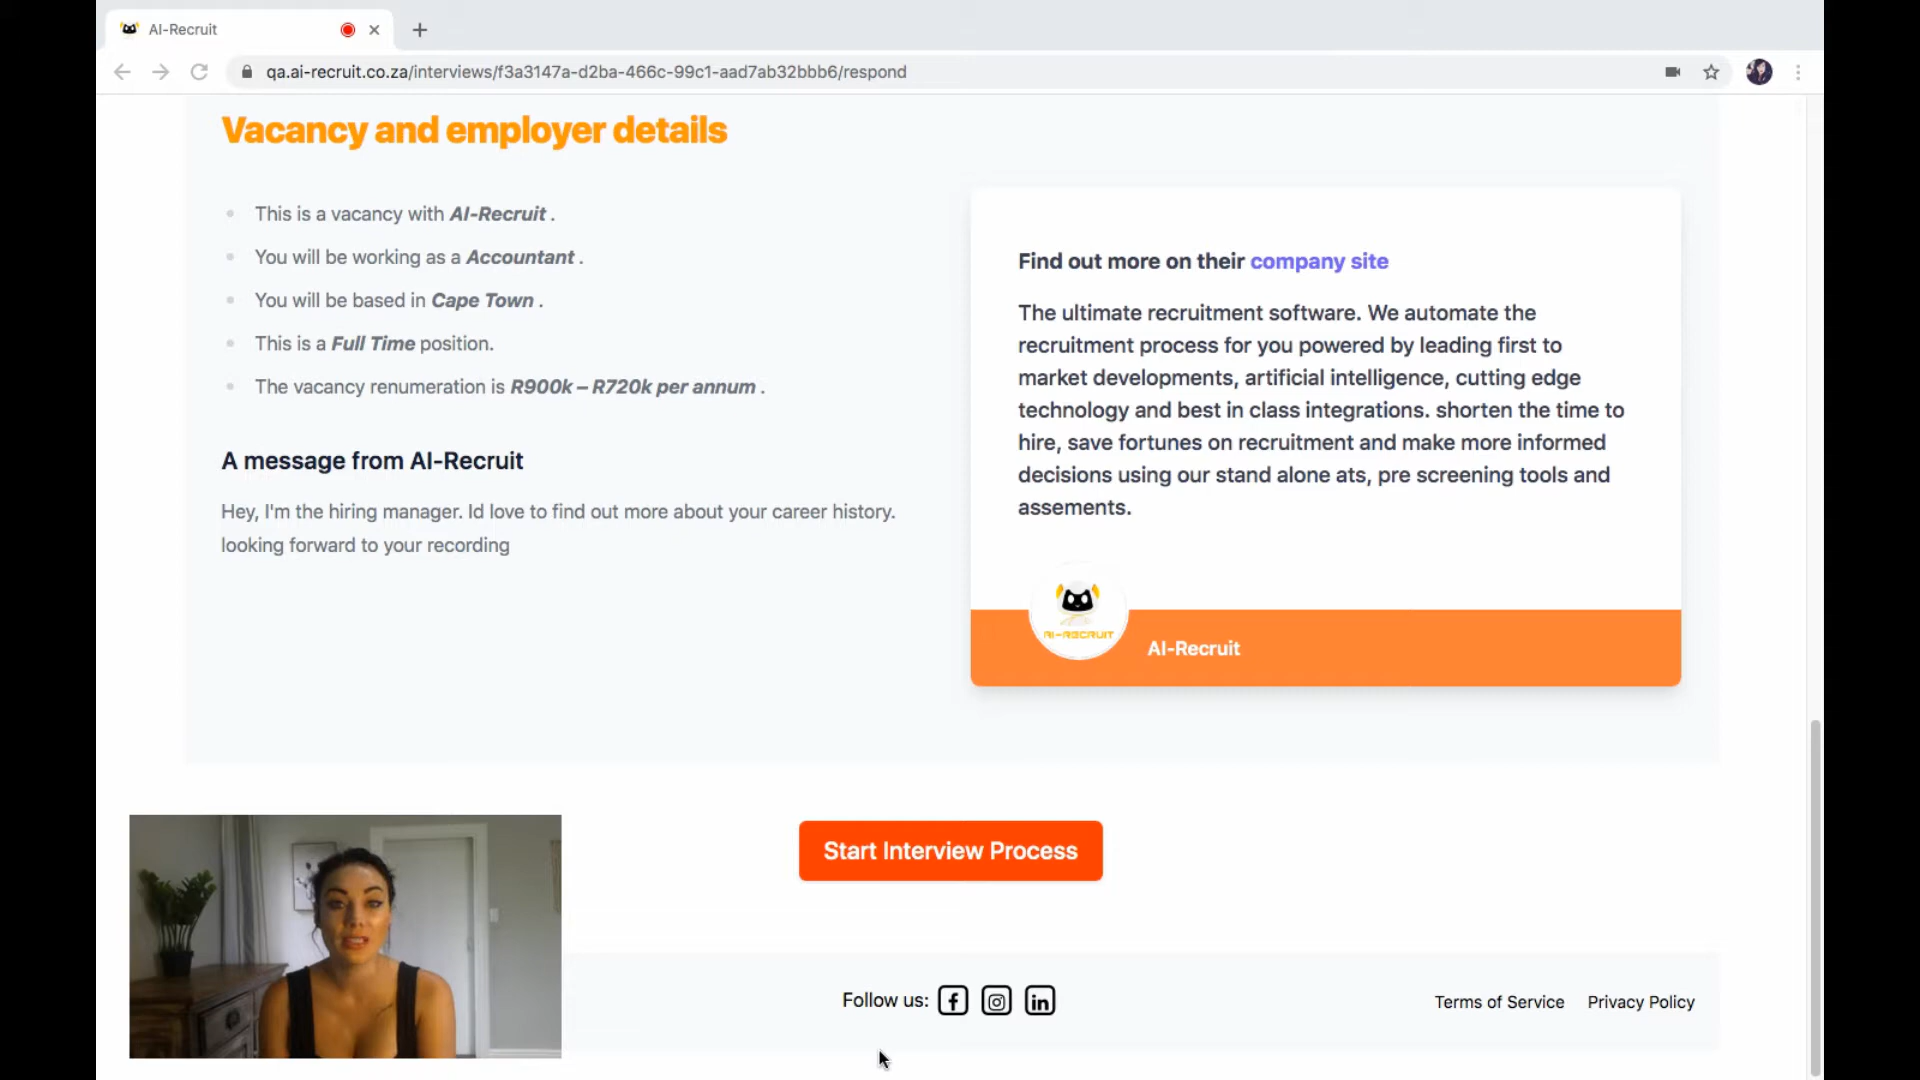 AI-Recruit
qa.ai-recruit.co.za/interviews/f3a3147a-d2ba-466c-99c1-aad7ab32bbb6/respond
Vacancy and employer details
This is a vacancy with AI-Recruit .
You will be working as a Accountant .
You will be based in Cape Town .
This is a Full Time position.
The vacancy renumeration is R900k – R720k per annum .
A message from AI-Recruit
Hey, I'm the hiring manager. Id love to find out more about your career history.
looking forward to your recording
Find out more on their company site
The ultimate recruitment software. We automate the
recruitment process for you powered by leading first to
market developments, artificial intelligence, cutting edge
technology and best in class integrations. shorten the time to
hire, save fortunes on recruitment and make more informed
decisions using our stand alone ats, pre screening tools and
assements.
AI-RECRUIT
AI-Recruit
Start Interview Process
Follow us:
Terms of Service Privacy Policy